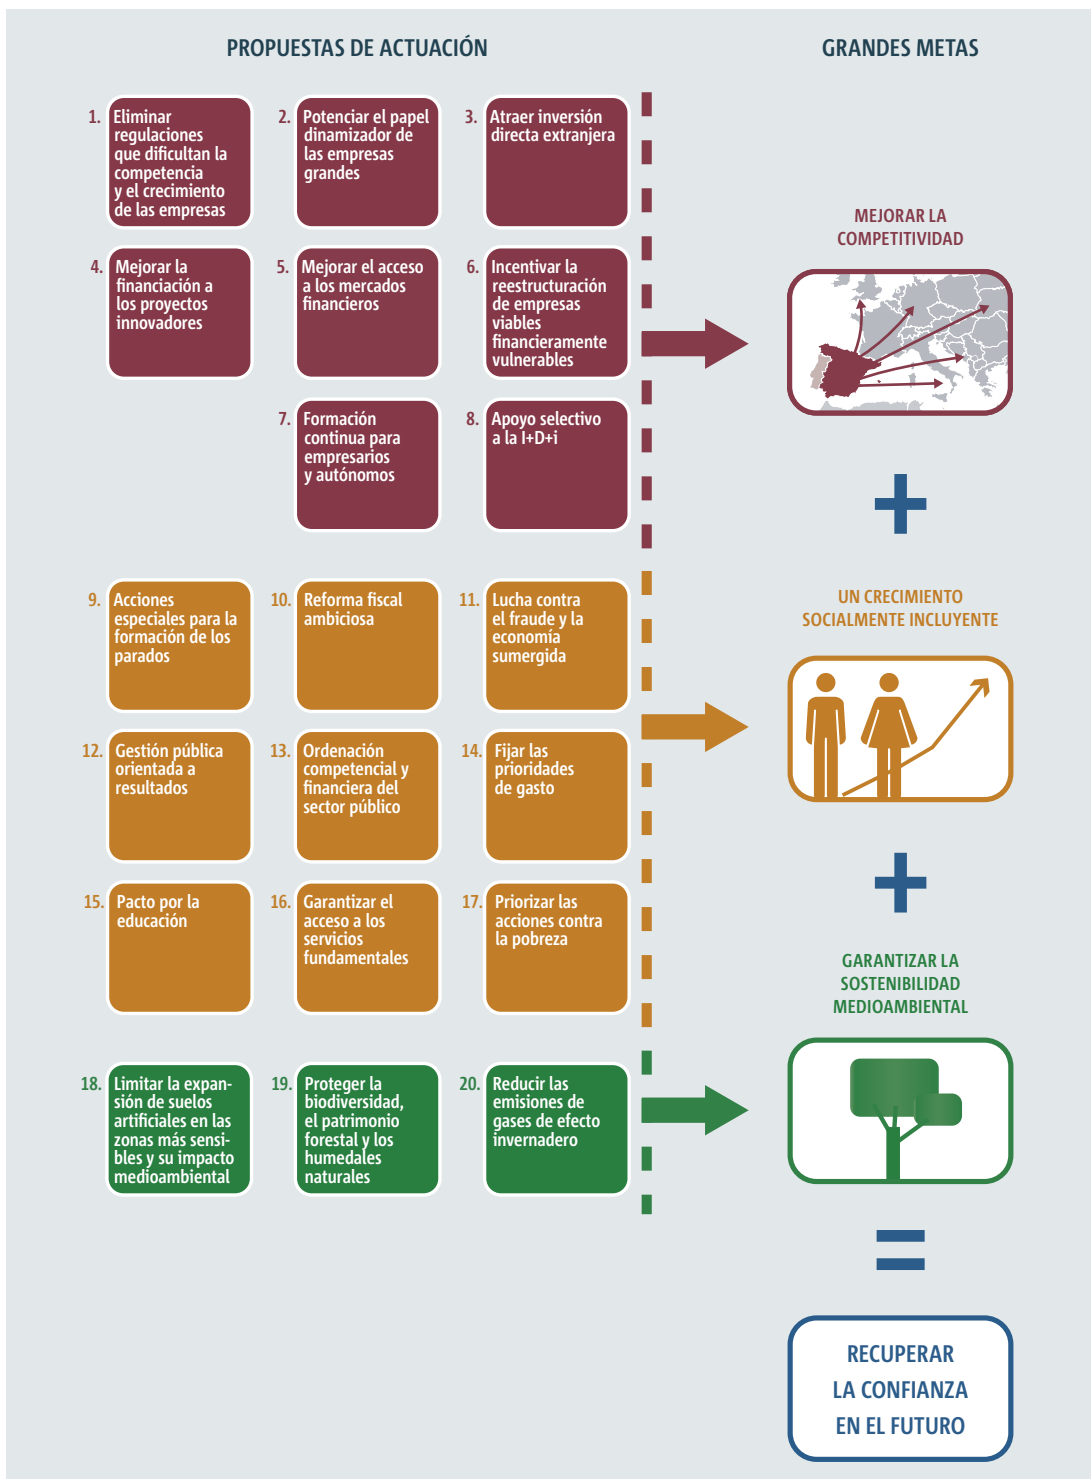 PROPUESTAS DE ACTUACIÓN
GRANDES METAS
1. Eliminar
regulaciones
que dificultan la
competencia
y el crecimiento
de las empresas
2. Potenciar el papel
dinamizador de
las empresas
grandes
3. Atraer inversión
directa extranjera
4. Mejorar la
financiación a
los proyectos
innovadores
5. Mejorar el acceso
a los mercados
financieros
6. Incentivar la
reestructuración
de empresas
viables
financieramente
vulnerables
7. Formación
continua para
empresarios
y autónomos
8. Apoyo selectivo
a la I+D+i
MEJORAR LA
COMPETITIVIDAD
+
9. Acciones
especiales para la
formación de los
parados
10. Reforma fiscal
ambiciosa
11. Lucha contra
el fraude y la
economía
sumergida
12. Gestión pública
orientada a
resultados
13. Ordenación
competencial y
financiera del
sector público
14. Fijar las
prioridades
de gasto
15. Pacto por la
educación
16. Garantizar el
acceso a los
servicios
fundamentales
17. Priorizar las
acciones contra
la pobreza
UN CRECIMIENTO
SOCIALMENTE INCLUYENTE
+
18. Limitar la expan-
sión de suelos
artificiales en las
zonas más sensi-
bles y su impacto
medioambiental
19. Proteger la
biodiversidad,
el patrimonio
forestal y los
humedales
naturales
20. Reducir las
emisiones de
gases de efecto
invernadero
GARANTIZAR LA
SOSTENIBILIDAD
MEDIOAMBIENTAL
=
RECUPERAR
LA CONFIANZA
EN EL FUTURO